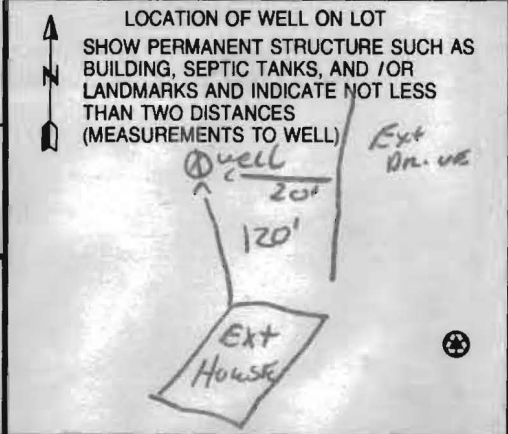 LOCATION OF WELL ON LOT
SHOW PERMANENT STRUCTURE SUCH AS
BUILDING, SEPTIC TANKS, AND /OR
LANDMARKS AND INDICATE NOT LESS
THAN TWO DISTANCES
(MEASUREMENTS TO WELL)
N
Ext
DRIVE
well
20'
120'
Ext
House